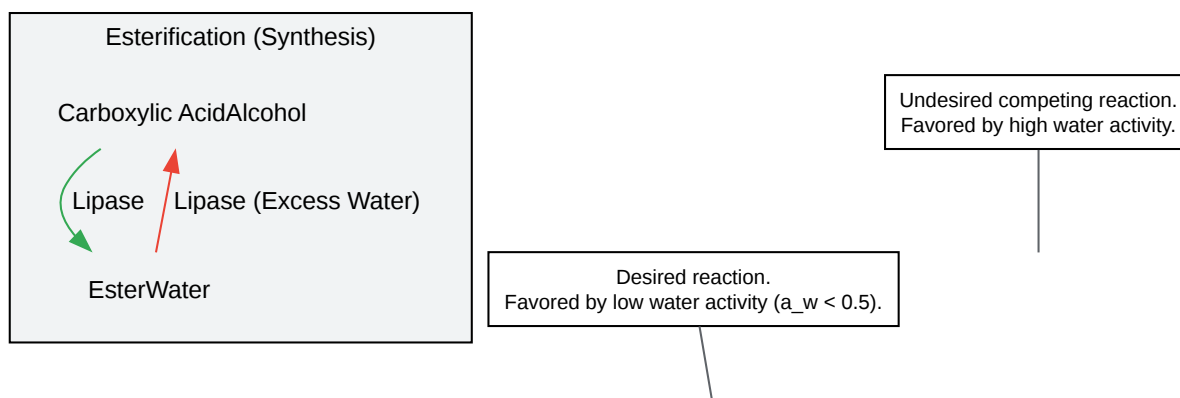 Esterification (Synthesis)
Carboxylic AcidAlcohol
Lipase
Lipase (Excess Water)
EsterWater
Undesired competing reaction.
Favored by high water activity.
Desired reaction.
Favored by low water activity (a_w < 0.5).